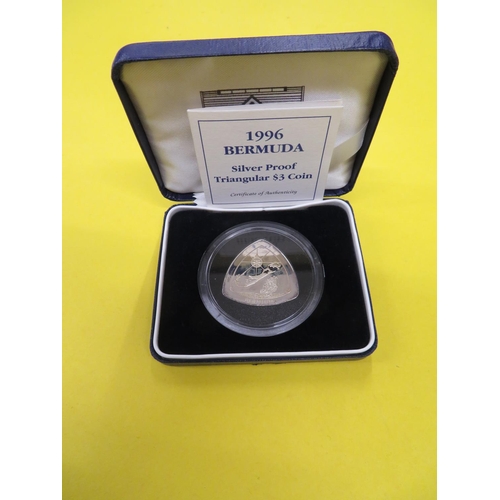 1996
BERMUDA
Silver Proof
Triangular $3 Coin
Certificate of Authenticity